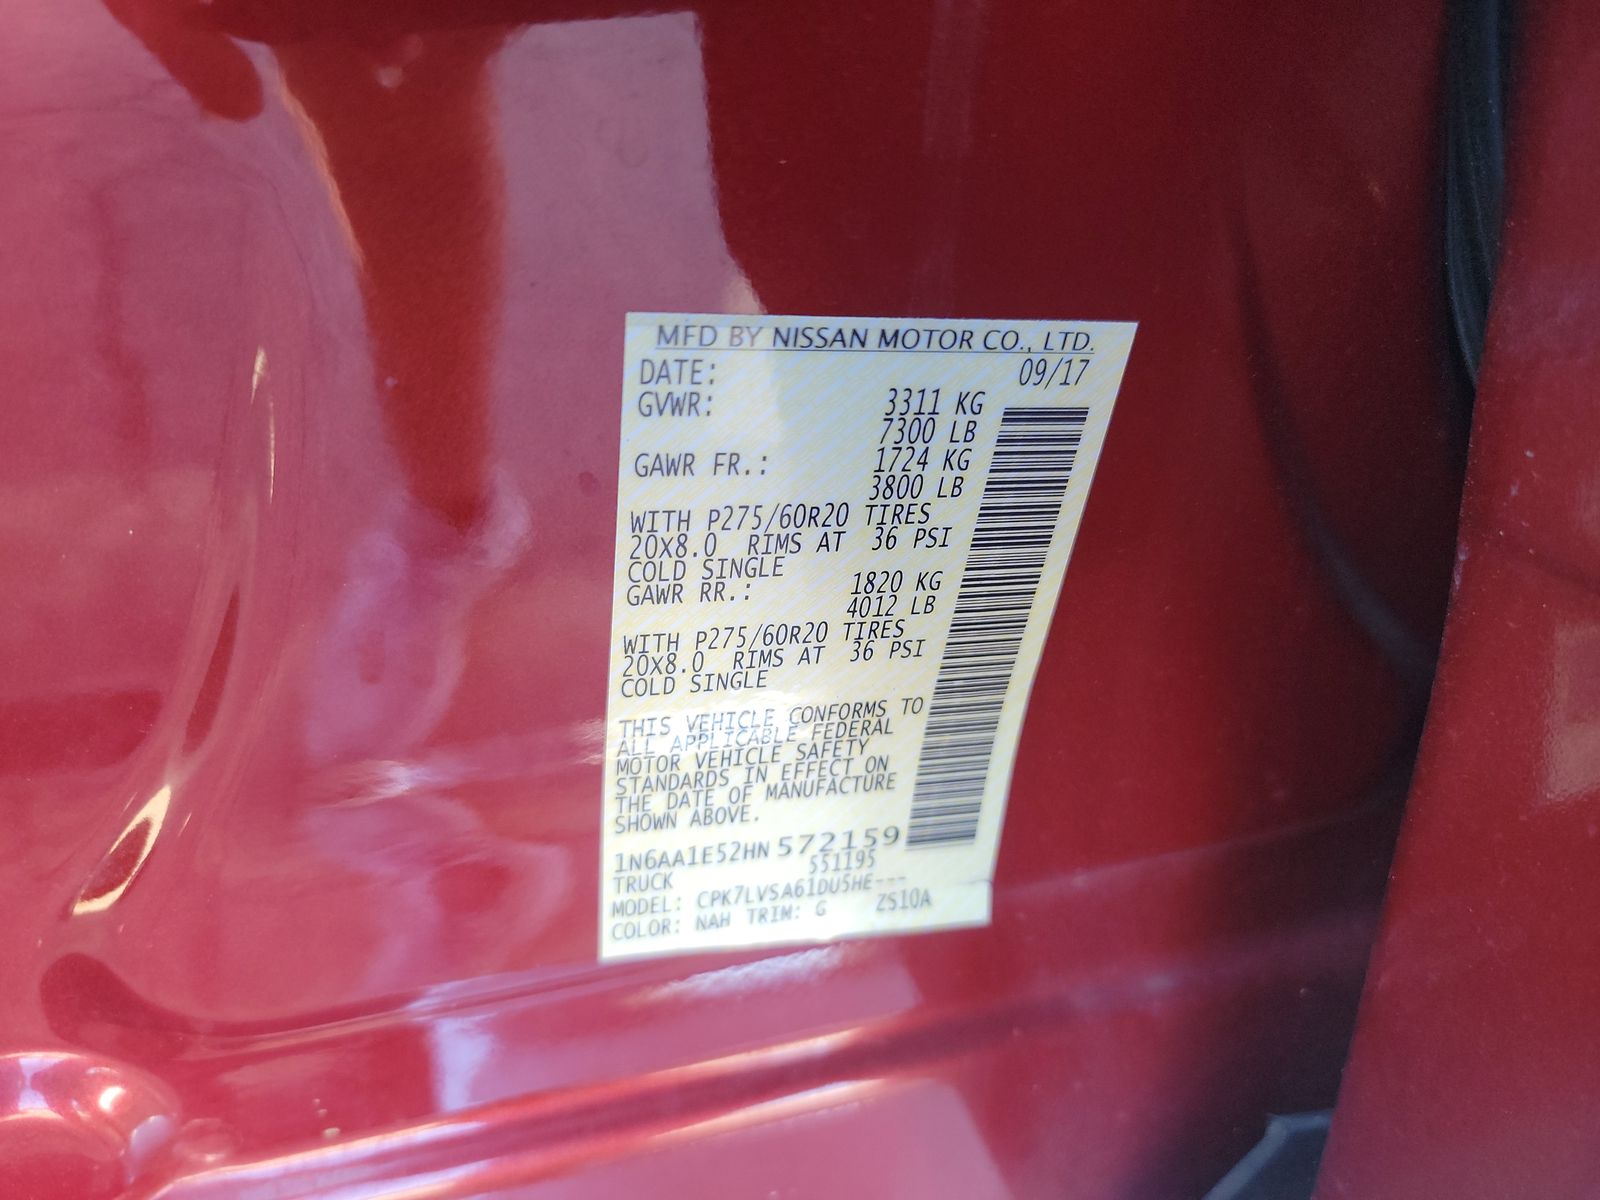 MFD BY NISSAN MOTOR CO., LTD.
DATE: 09/17
GVWR: 3311 KG
7300 LB
GAWR FR.: 1724 KG
3800 LB
WITH P275/60R20 TIRES
20X8.0 RIMS AT 36 PSI
COLD SINGLE
GAWR RR.: 1820 KG
4012 LB
WITH P275/60R20 TIRES
20X8.0 RIMS AT 36 PSI
COLD SINGLE
THIS VEHICLE CONFORMS TO
ALL APPLICABLE FEDERAL
MOTOR VEHICLE SAFETY
STANDARDS IN EFFECT ON
THE DATE OF MANUFACTURE
SHOWN ABOVE.
1N6AA1E52HN 572159
TRUCK 551195
MODEL: CPK7LVSA61DU5HE---
COLOR: NAH TRIM: G ZS10A